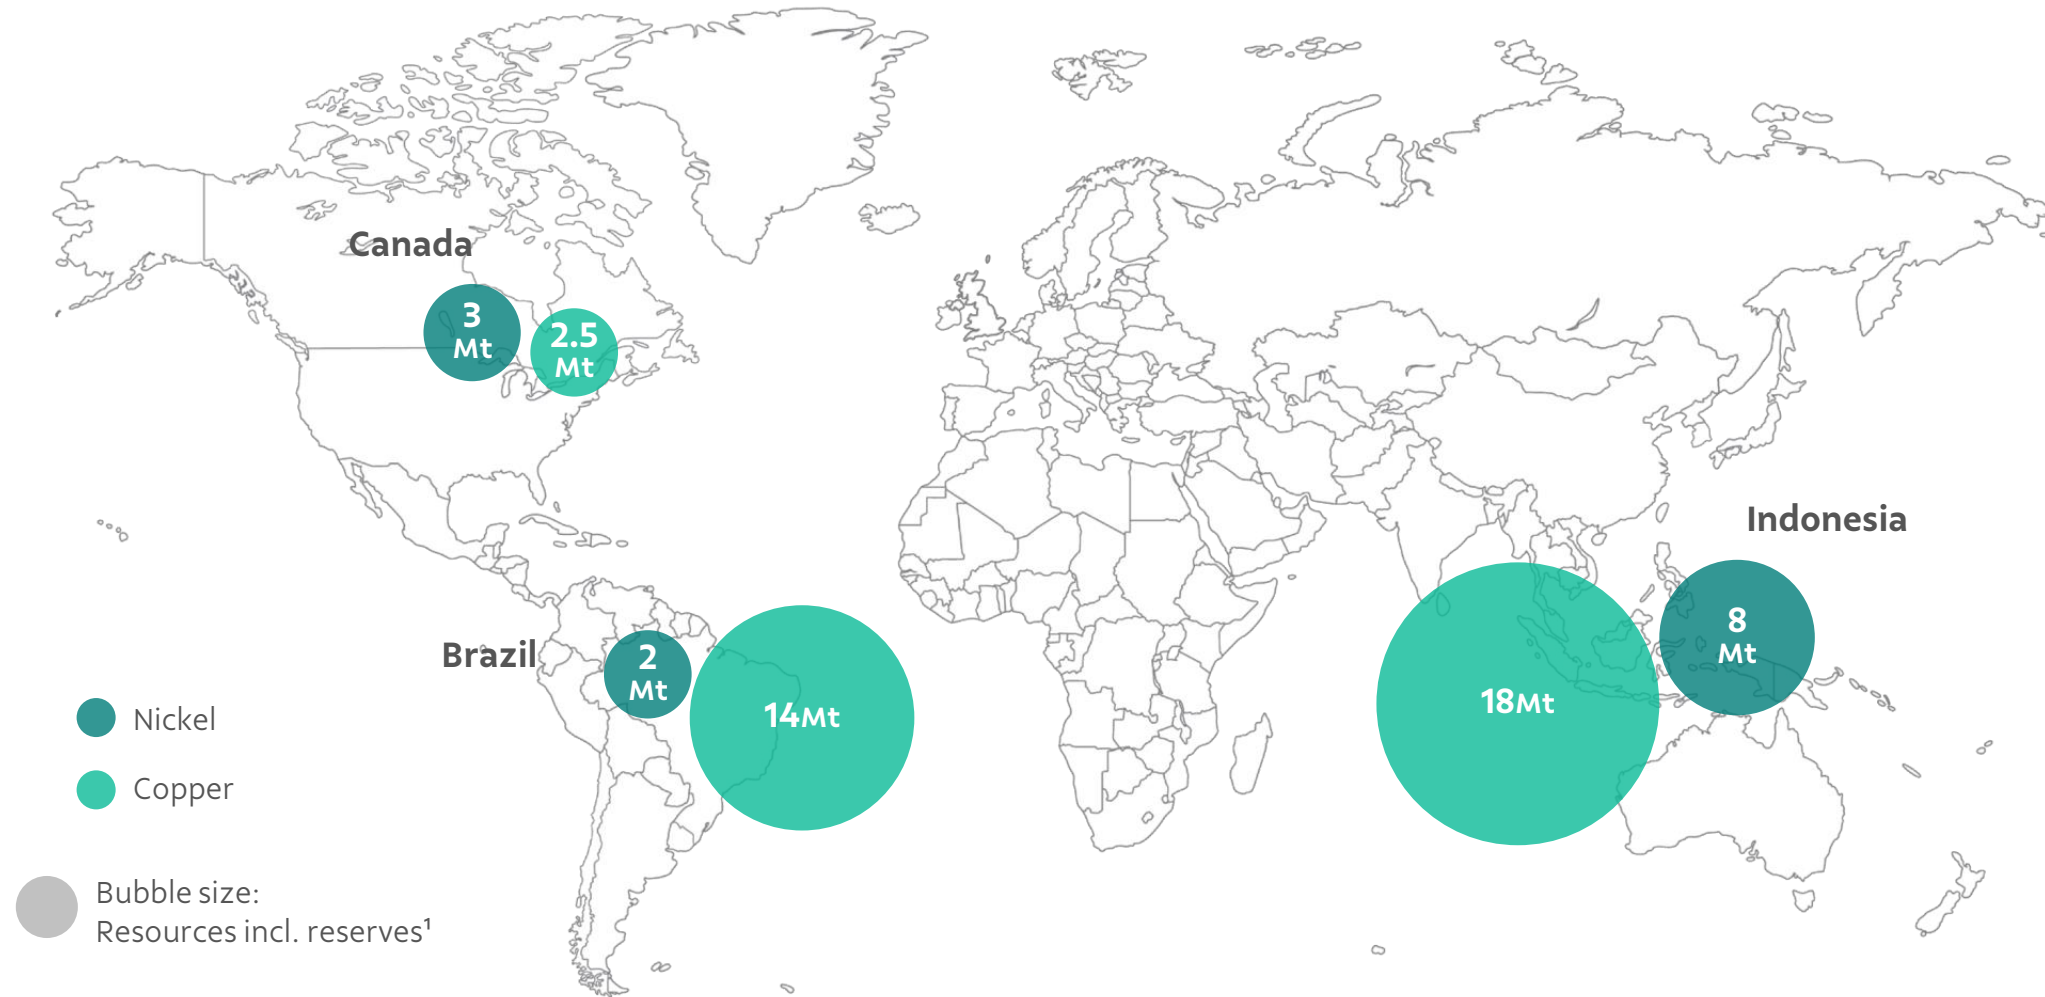 Canada
3
Mt
2.5
Mt
Indonesia
8
Mt
18Mt
Brazil
2
Mt
14Mt
Nickel
Copper
Bubble size:
Resources incl. reserves¹